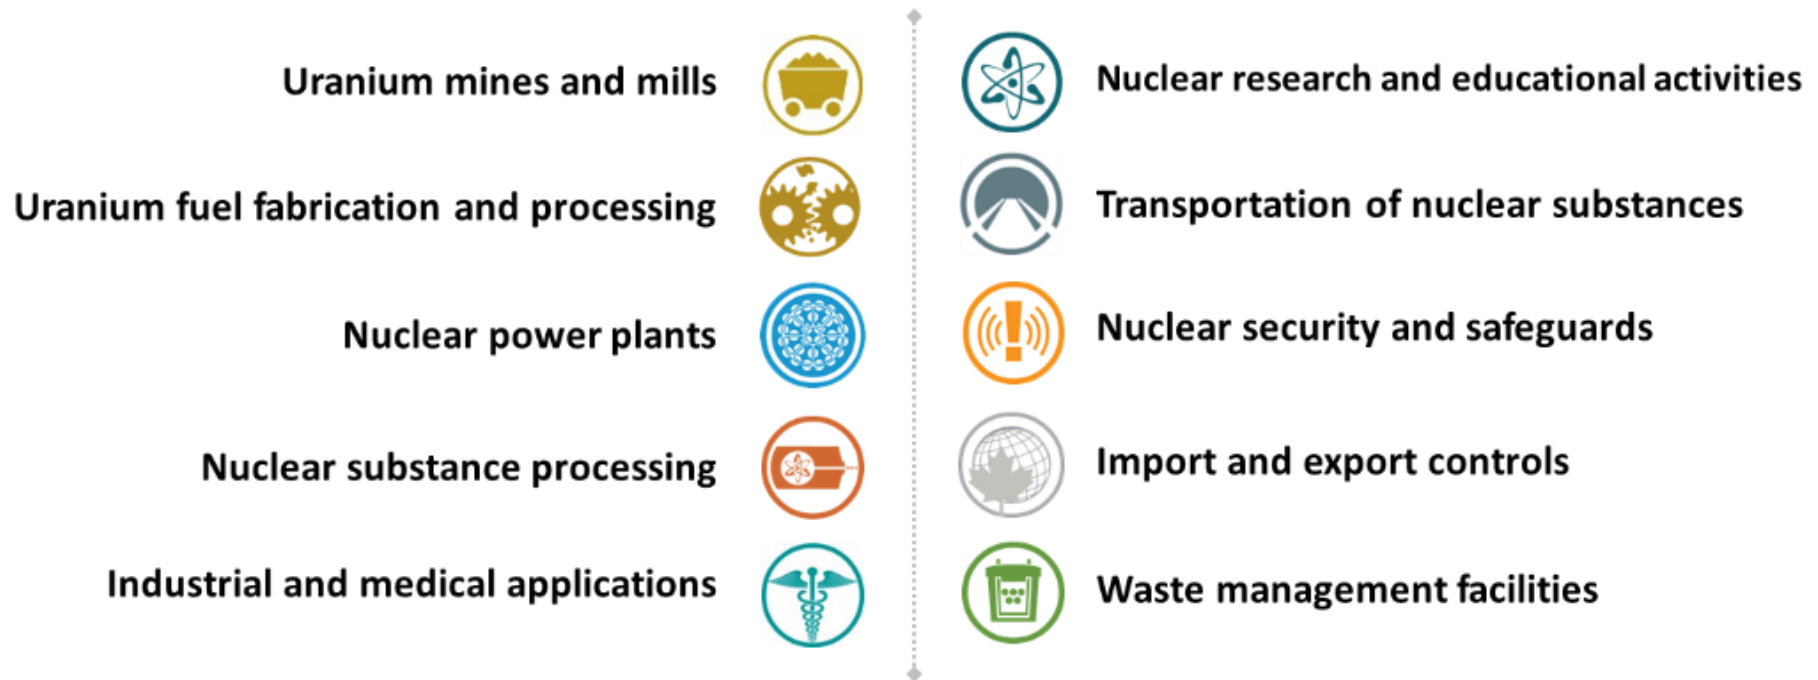 Uranium mines and mills
Uranium fuel fabrication and processing
Nuclear power plants
Nuclear substance processing
Industrial and medical applications
Nuclear research and educational activities
Transportation of nuclear substances
Nuclear security and safeguards
Import and export controls
Waste management facilities